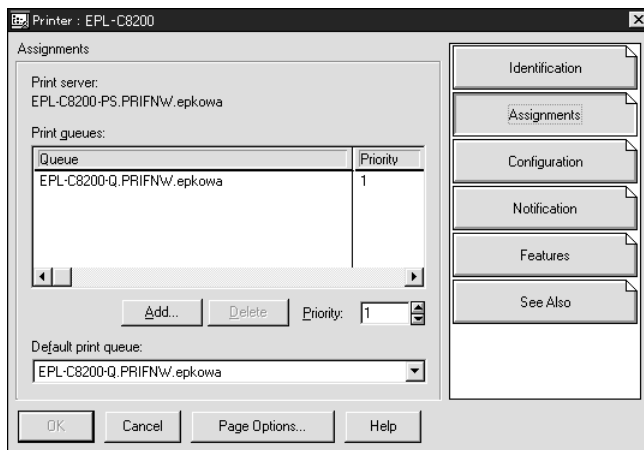 Printer : EPL-C8200
Assignments
Print server:
EPL-C8200-PS.PRIFNW.epkowa
Print queues:
Queue Priority
EPL-C8200-Q.PRIFNW.epkowa 1
Add... Delete Priority: 1
Default print queue:
EPL-C8200-Q.PRIFNW.epkowa
OK Cancel Page Options... Help
Identification
Assignments
Configuration
Notification
Features
See Also